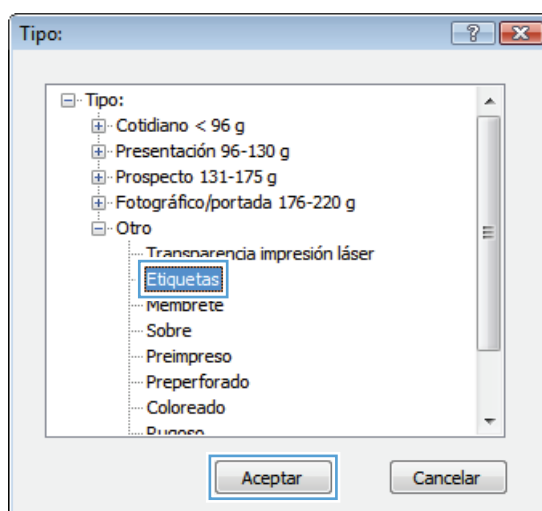 Tipo:
Tipo:
Cotidiano < 96 g
Presentación 96-130 g
Prospecto 131-175 g
Fotográfico/portada 176-220 g
Otro
Transparencia impresión láser
Etiquetas
Membrete
Sobre
Preimpreso
Preperforado
Coloreado
Rugoso
Aceptar Cancelar